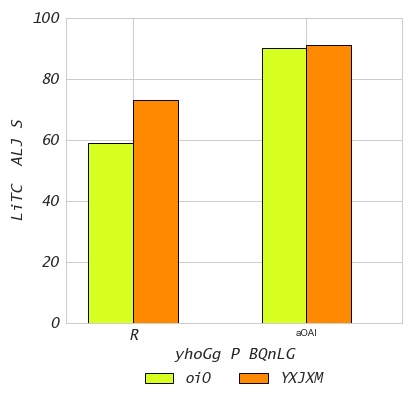 100
80
60
40
20
0
LiTC ALJ S
R
aOAI
yhoGg P BQnLG
oiO
YXJXM